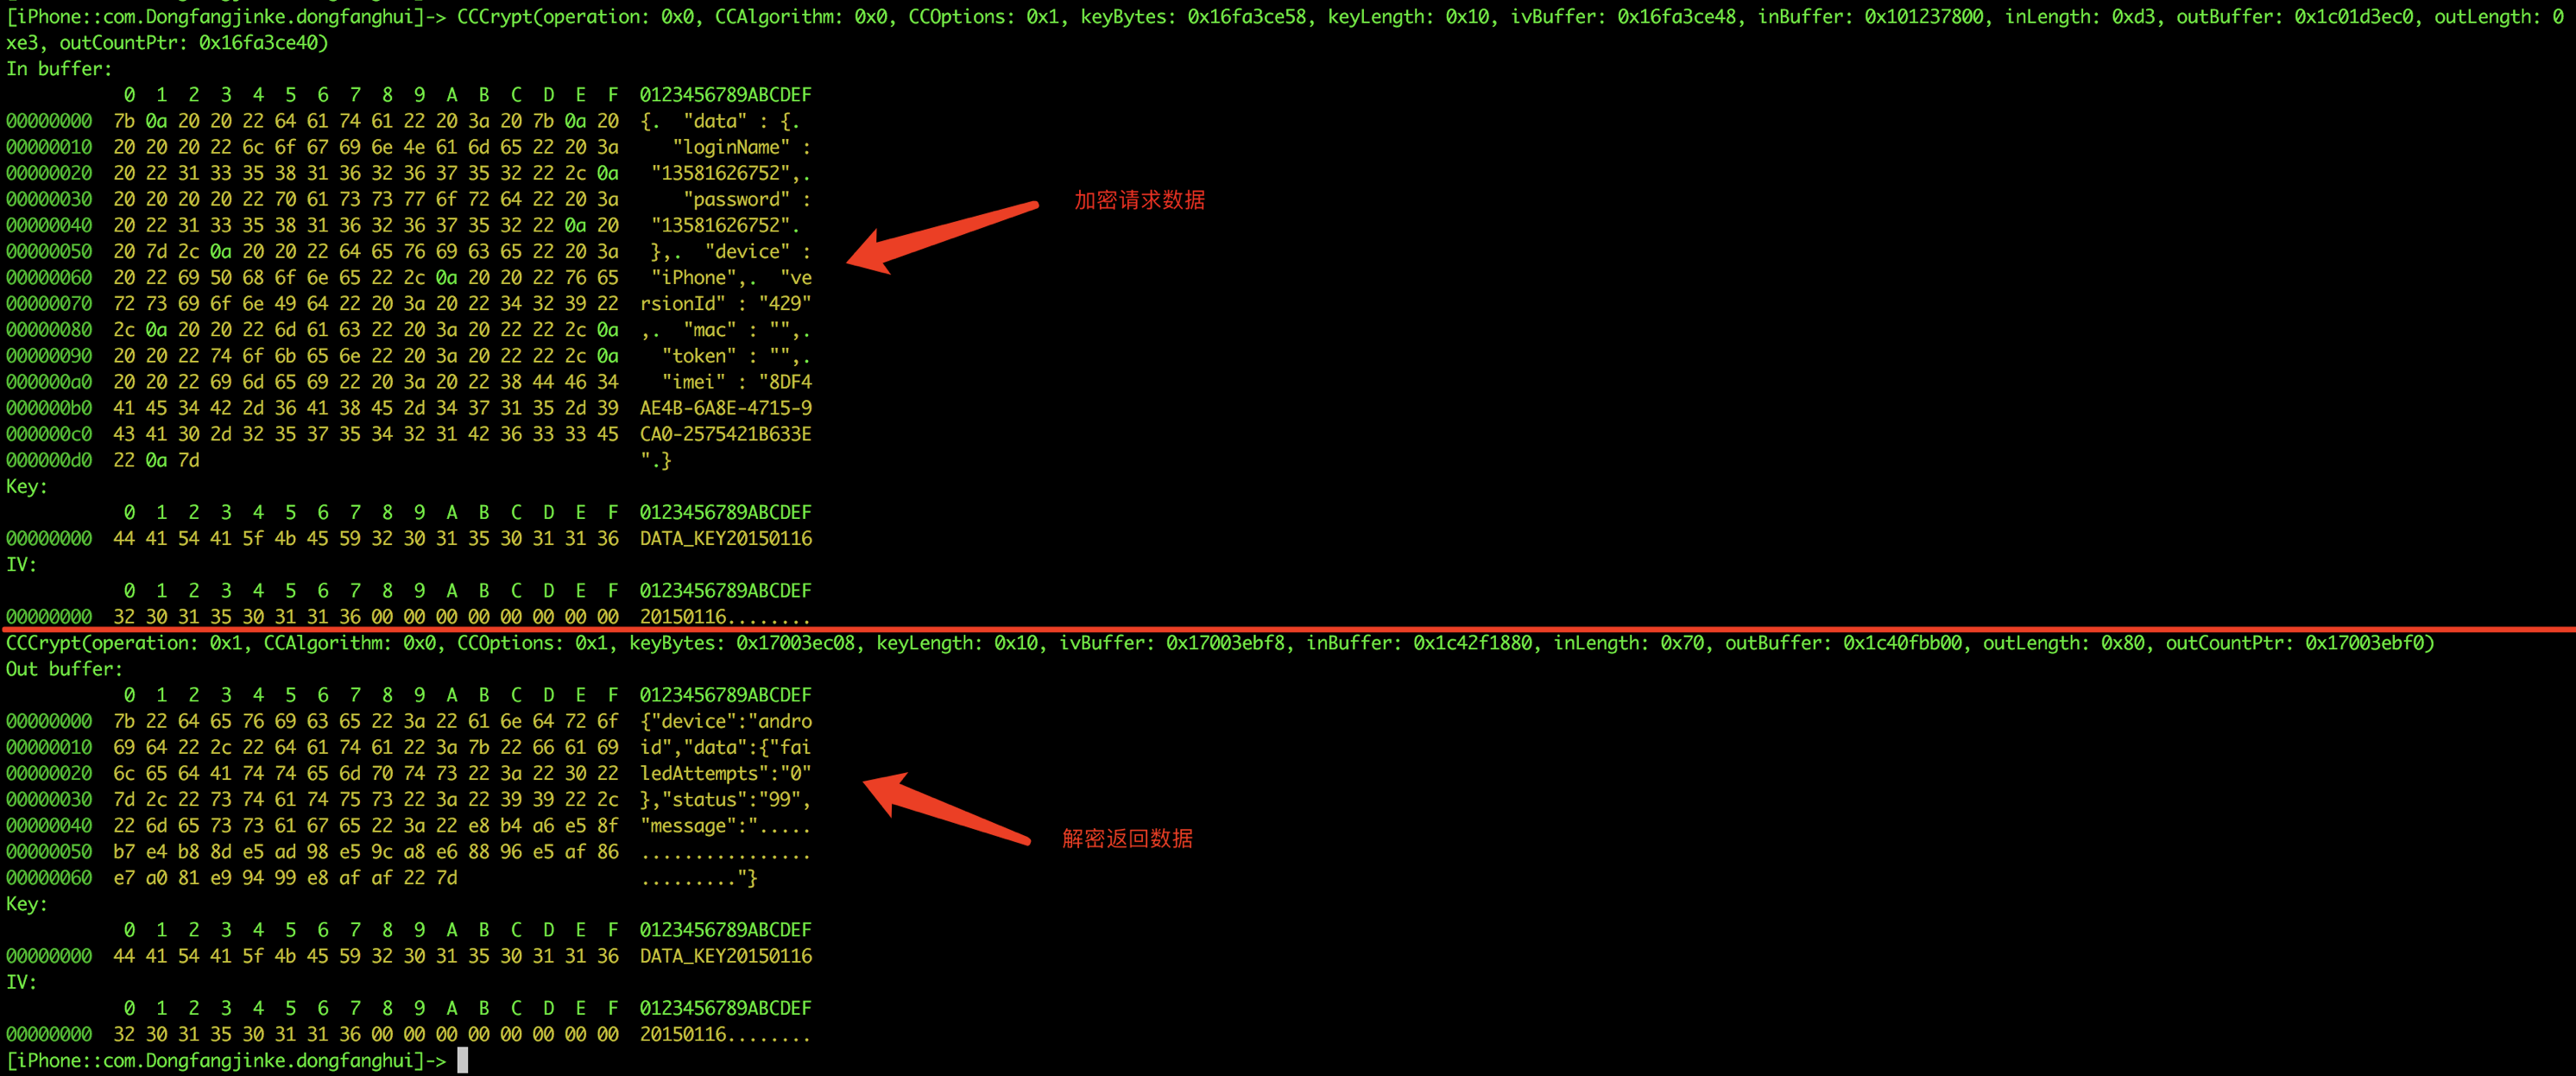 [iPhone::com.Dongfangjinke.dongfanghui]-> CCCrypt(operation: 0x0, CCAlgorithm: 0x0, CCOptions: 0x1, keyBytes: 0x16fa3ce58, keyLength: 0x10, ivBuffer: 0x16fa3ce48, inBuffer: 0x101237800, inLength: 0xd3, outBuffer: 0x1c01d3ec0, outLength: 0
xe3, outCountPtr: 0x16fa3ce40)
In buffer:
0 1 2 3 4 5 6 7 8 9 A B C D E F 0123456789ABCDEF
00000000 7b 0a 20 20 22 64 61 74 61 22 20 3a 20 7b 0a 20 {. "data" : {.
00000010 20 20 20 22 6c 6f 67 69 6e 4e 61 6d 65 22 20 3a "loginName" :
00000020 20 22 31 33 35 38 31 36 32 36 37 35 32 22 2c 0a "13581626752",.
00000030 20 20 20 20 22 70 61 73 73 77 6f 72 64 22 20 3a "password" :
00000040 20 22 31 33 35 38 31 36 32 36 37 35 32 22 0a 20 "13581626752".
00000050 20 7d 2c 0a 20 20 22 64 65 76 69 63 65 22 20 3a },. "device" :
00000060 20 22 69 50 68 6f 6e 65 22 2c 0a 20 20 22 76 65 "iPhone",. "ve
00000070 72 73 69 6f 6e 49 64 22 20 3a 20 22 34 32 39 22 rsionId" : "429"
00000080 2c 0a 20 20 22 6d 61 63 22 20 3a 20 22 22 2c 0a ,. "mac" : "",.
00000090 20 20 22 74 6f 6b 65 6e 22 20 3a 20 22 22 2c 0a "token" : "",.
000000a0 20 20 22 69 6d 65 69 22 20 3a 20 22 38 44 46 34 "imei" : "8DF4
000000b0 41 45 34 42 2d 36 41 38 45 2d 34 37 31 35 2d 39 AE4B-6A8E-4715-9
000000c0 43 41 30 2d 32 35 37 35 34 32 31 42 36 33 33 45 CA0-2575421B633E
000000d0 22 0a 7d ".}
加密请求数据
Key:
0 1 2 3 4 5 6 7 8 9 A B C D E F 0123456789ABCDEF
00000000 44 41 54 41 5f 4b 45 59 32 30 31 35 30 31 31 36 DATA_KEY20150116
IV:
0 1 2 3 4 5 6 7 8 9 A B C D E F 0123456789ABCDEF
00000000 32 30 31 35 30 31 31 36 00 00 00 00 00 00 00 00 20150116........
CCCrypt(operation: 0x1, CCAlgorithm: 0x0, CCOptions: 0x1, keyBytes: 0x17003ec08, keyLength: 0x10, ivBuffer: 0x17003ebf8, inBuffer: 0x1c42f1880, inLength: 0x70, outBuffer: 0x1c40fbb00, outLength: 0x80, outCountPtr: 0x17003ebf0)
Out buffer:
0 1 2 3 4 5 6 7 8 9 A B C D E F 0123456789ABCDEF
00000000 7b 22 64 65 76 69 63 65 22 3a 22 61 6e 64 72 6f {"device":"andro
00000010 69 64 22 2c 22 64 61 74 61 22 3a 7b 22 66 61 69 id","data":{"fai
00000020 6c 65 64 41 74 74 65 6d 70 74 73 22 3a 22 30 22 ledAttempts":"0"
00000030 7d 2c 22 73 74 61 74 75 73 22 3a 22 39 39 22 2c },"status":"99",
00000040 22 6d 65 73 73 61 67 65 22 3a 22 e8 b4 a6 e5 8f "message":".....
00000050 b7 e4 b8 8d e5 ad 98 e5 9c a8 e6 88 96 e5 af 86 ................
00000060 e7 a0 81 e9 94 99 e8 af af 22 7d ........."}
解密返回数据
Key:
0 1 2 3 4 5 6 7 8 9 A B C D E F 0123456789ABCDEF
00000000 44 41 54 41 5f 4b 45 59 32 30 31 35 30 31 31 36 DATA_KEY20150116
IV:
0 1 2 3 4 5 6 7 8 9 A B C D E F 0123456789ABCDEF
00000000 32 30 31 35 30 31 31 36 00 00 00 00 00 00 00 00 20150116........
[iPhone::com.Dongfangjinke.dongfanghui]->